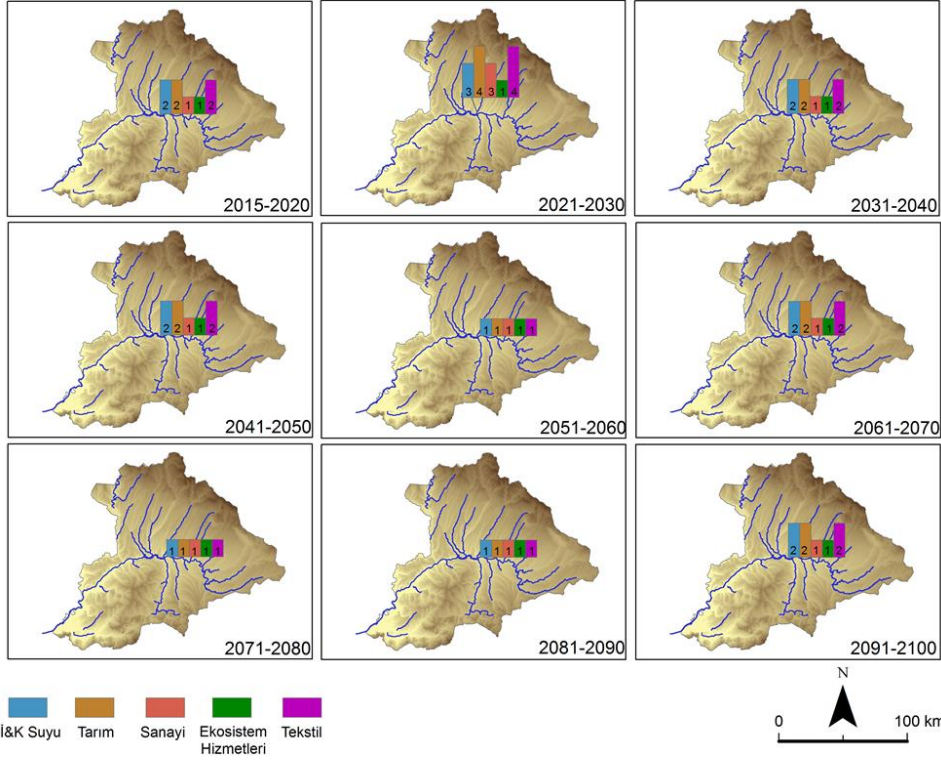 2 2 1 1 2
2015-2020
3 4 3 1 4
2021-2030
2 2 1 1 2
2031-2040
2 2 1 1 2
2041-2050
1 1 1 1 1
2051-2060
2 2 1 1 2
2061-2070
1 1 1 1 1
2071-2080
1 1 1 1 1
2081-2090
2 2 1 1 2
2091-2100
İ&K Suyu
Tarım
Sanayi
Ekosistem
Hizmetleri
Tekstil
N
0 100 km